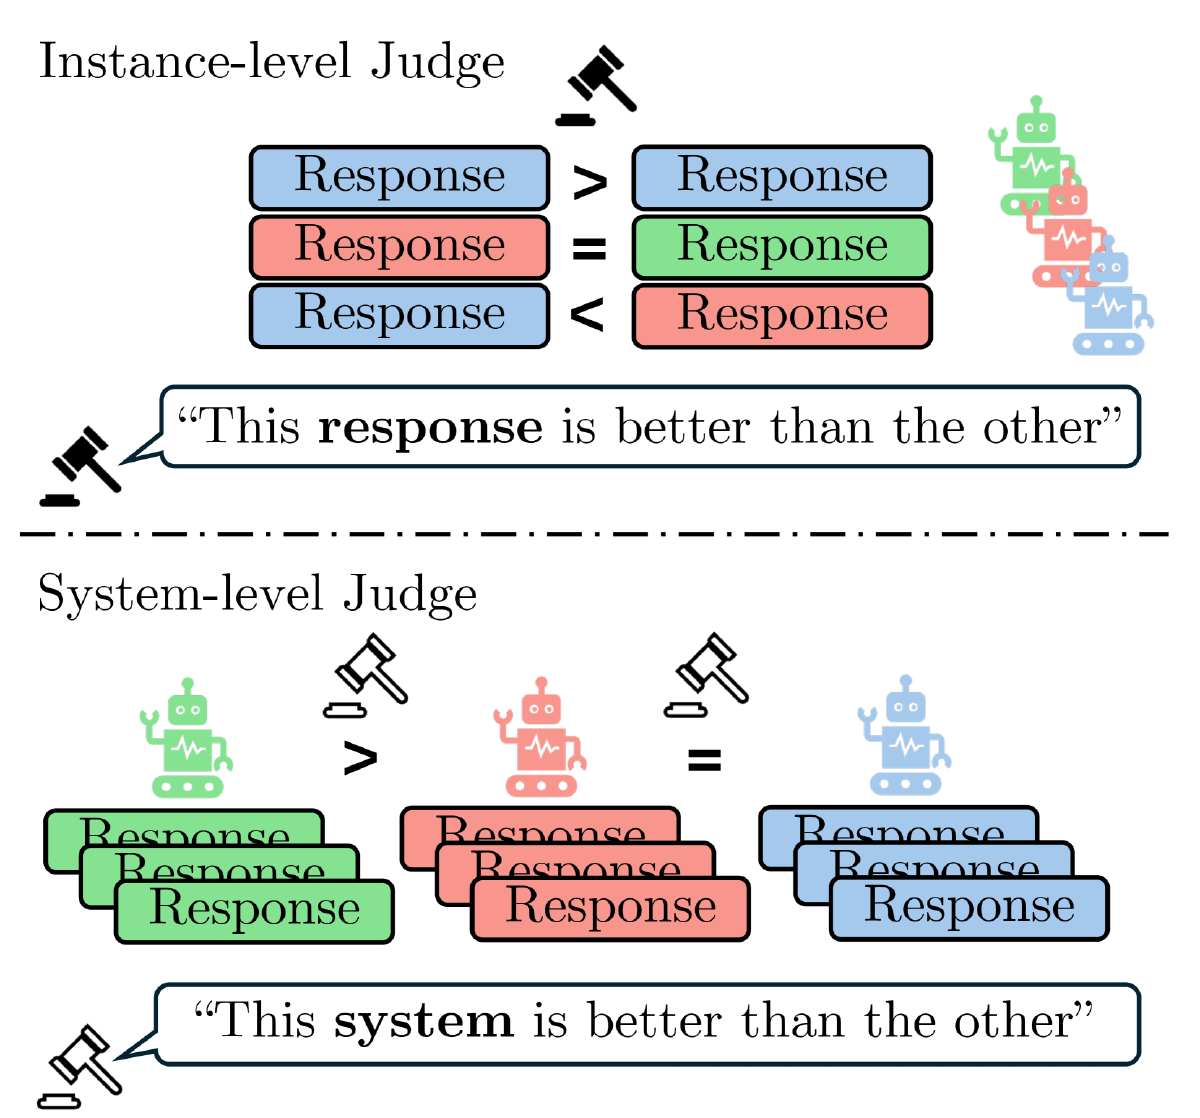 Instance-level Judge
Response > Response
Response = Response
Response < Response
“This response is better than the other”
System-level Judge
> =
Response Response Response
Response Response Response
Response Response Response
“This system is better than the other”